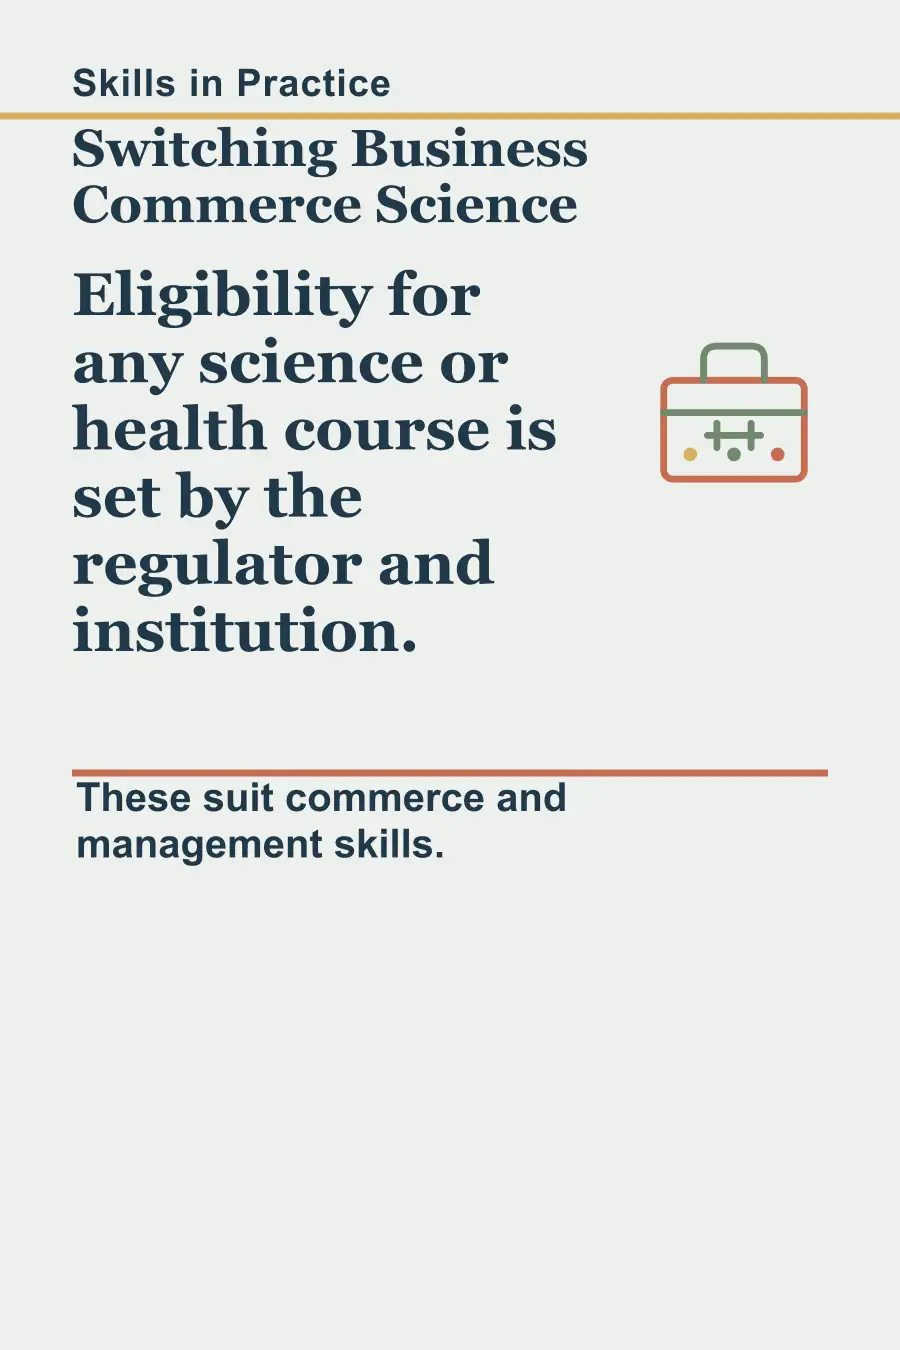 Skills in Practice
Switching Business
Commerce Science
Eligibility for
any science or
health course is
set by the
regulator and
institution.
These suit commerce and
management skills.